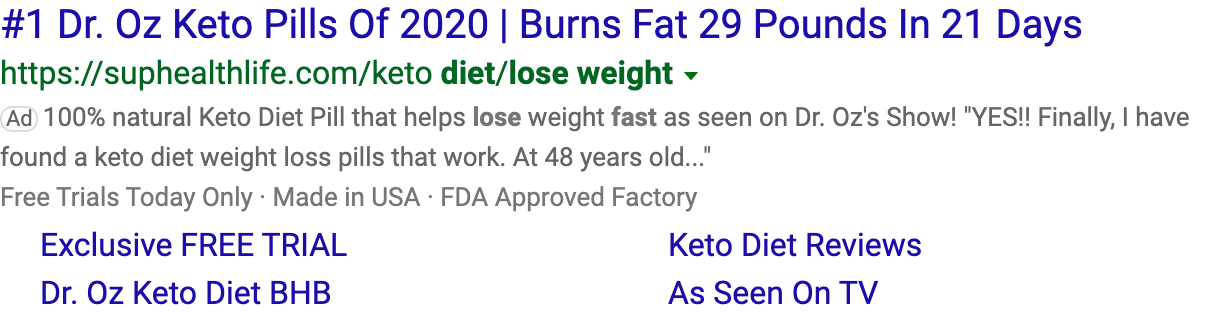 #1 Dr. Oz Keto Pills Of 2020 | Burns Fat 29 Pounds In 21 Days
https://suphealthlife.com/keto diet/lose weight
Ad 100% natural Keto Diet Pill that helps lose weight fast as seen on Dr. Oz's Show! "YES!! Finally, I have
found a keto diet weight loss pills that work. At 48 years old..."
Free Trials Today Only · Made in USA · FDA Approved Factory
Exclusive FREE TRIAL Keto Diet Reviews
Dr. Oz Keto Diet BHB As Seen On TV